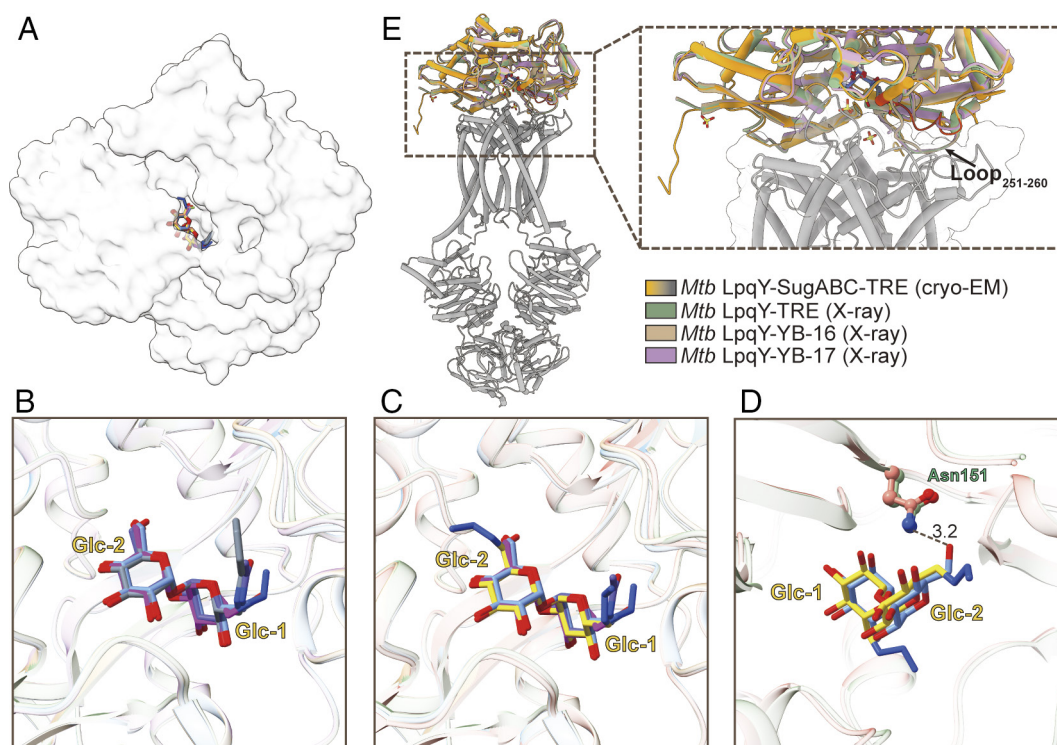 A
E
Loop251-260
Mtb LpqY-SugABC-TRE (cryo-EM)
Mtb LpqY-TRE (X-ray)
Mtb LpqY-YB-16 (X-ray)
Mtb LpqY-YB-17 (X-ray)
B
Glc-2
Glc-1
C
Glc-2
Glc-1
D
Asn151
3.2
Glc-1
Glc-2